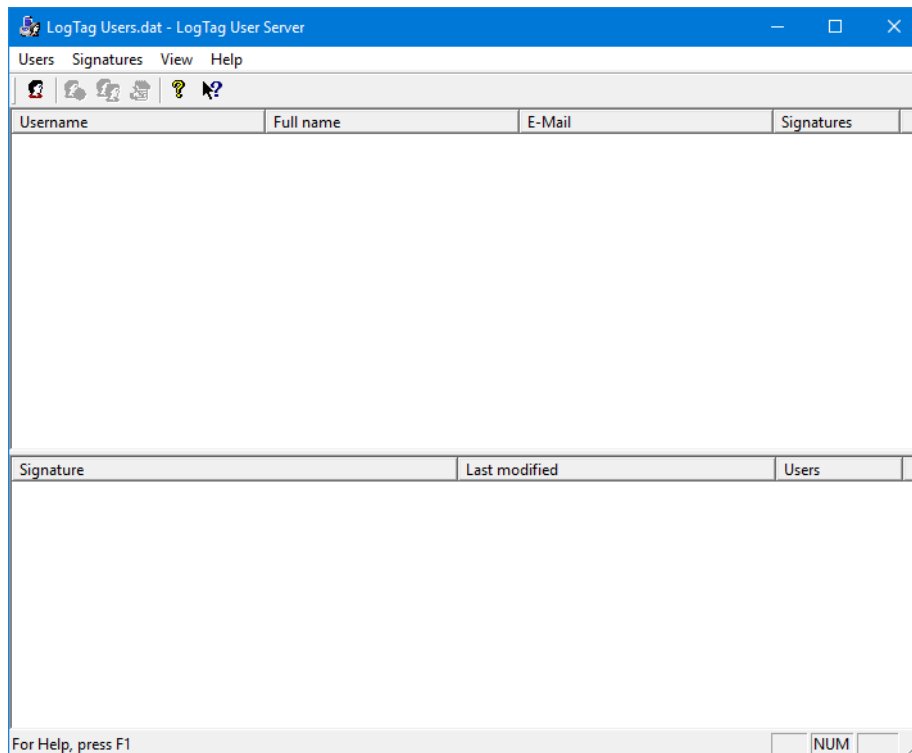 LogTag Users.dat - LogTag User Server
Users Signatures View Help
Username Full name E-Mail Signatures
Signature Last modified Users
For Help, press F1 NUM